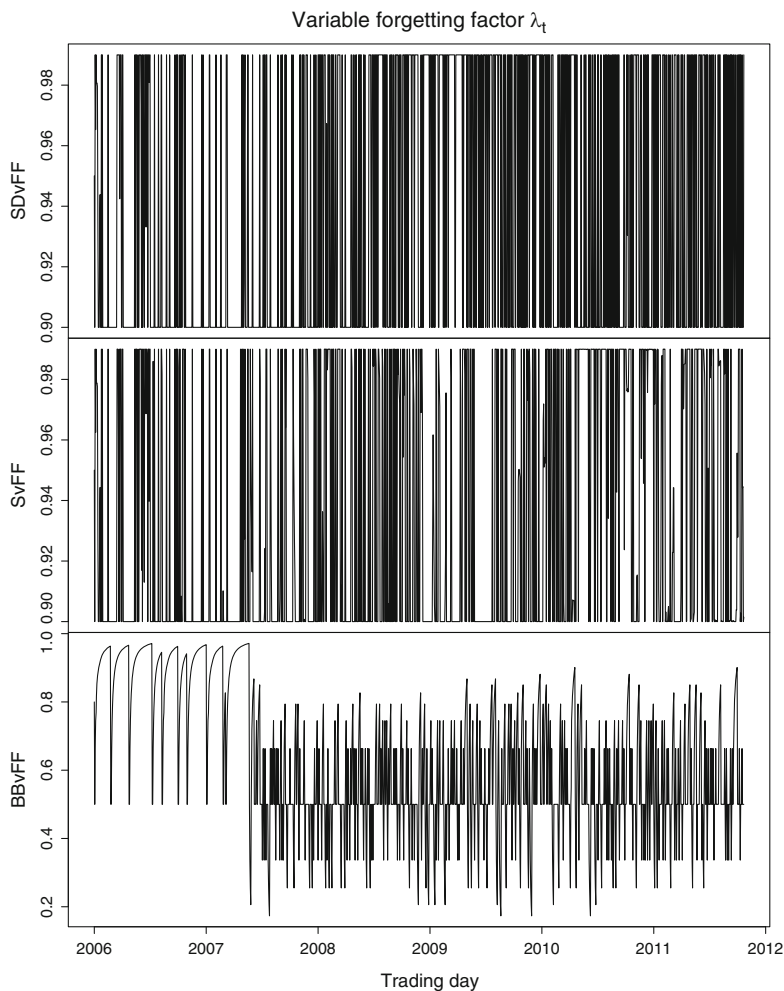 Variable forgetting factor λt
SDvFF
0.90 0.92 0.94 0.96 0.98
SvFF
0.90 0.92 0.94 0.96 0.98
BBvFF
0.2 0.4 0.6 0.8 1.0
2006 2007 2008 2009 2010 2011 2012
Trading day